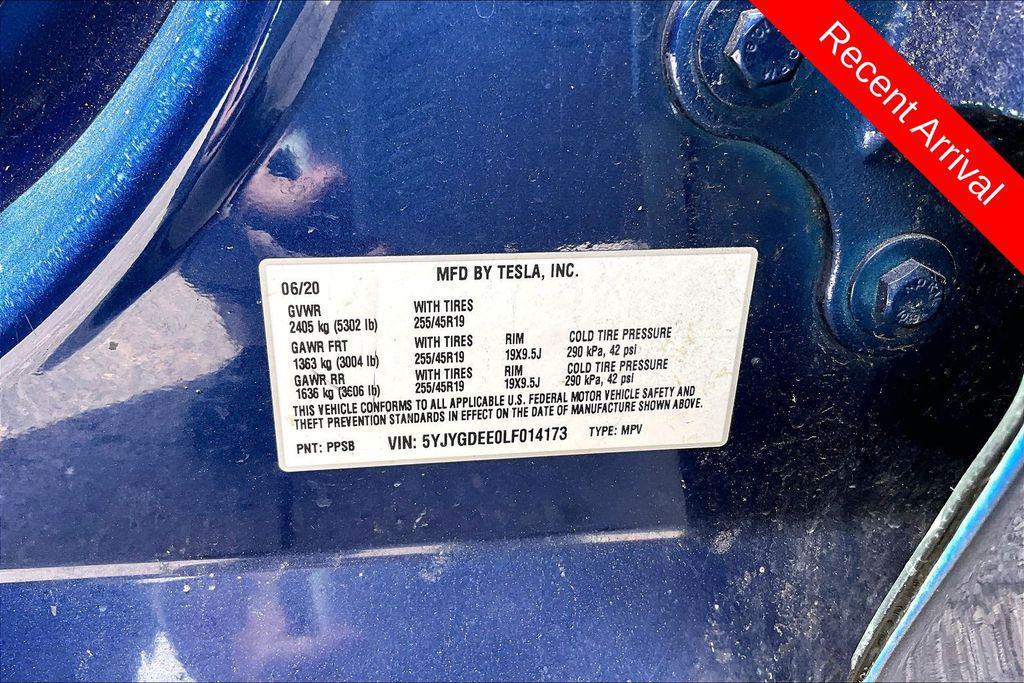 Recent Arrival
MFD BY TESLA, INC.
06/20
GVWR WITH TIRES
2405 kg (5302 lb) 255/45R19
GAWR FRT WITH TIRES RIM COLD TIRE PRESSURE
1363 kg (3004 lb) 255/45R19 19X9.5J 290 kPa, 42 psi
GAWR RR WITH TIRES RIM COLD TIRE PRESSURE
1636 kg (3606 lb) 255/45R19 19X9.5J 290 kPa, 42 psi
THIS VEHICLE CONFORMS TO ALL APPLICABLE U.S. FEDERAL MOTOR VEHICLE SAFETY AND
THEFT PREVENTION STANDARDS IN EFFECT ON THE DATE OF MANUFACTURE SHOWN ABOVE.
PNT: PPSB VIN: 5YJYGDEE0LF014173 TYPE: MPV